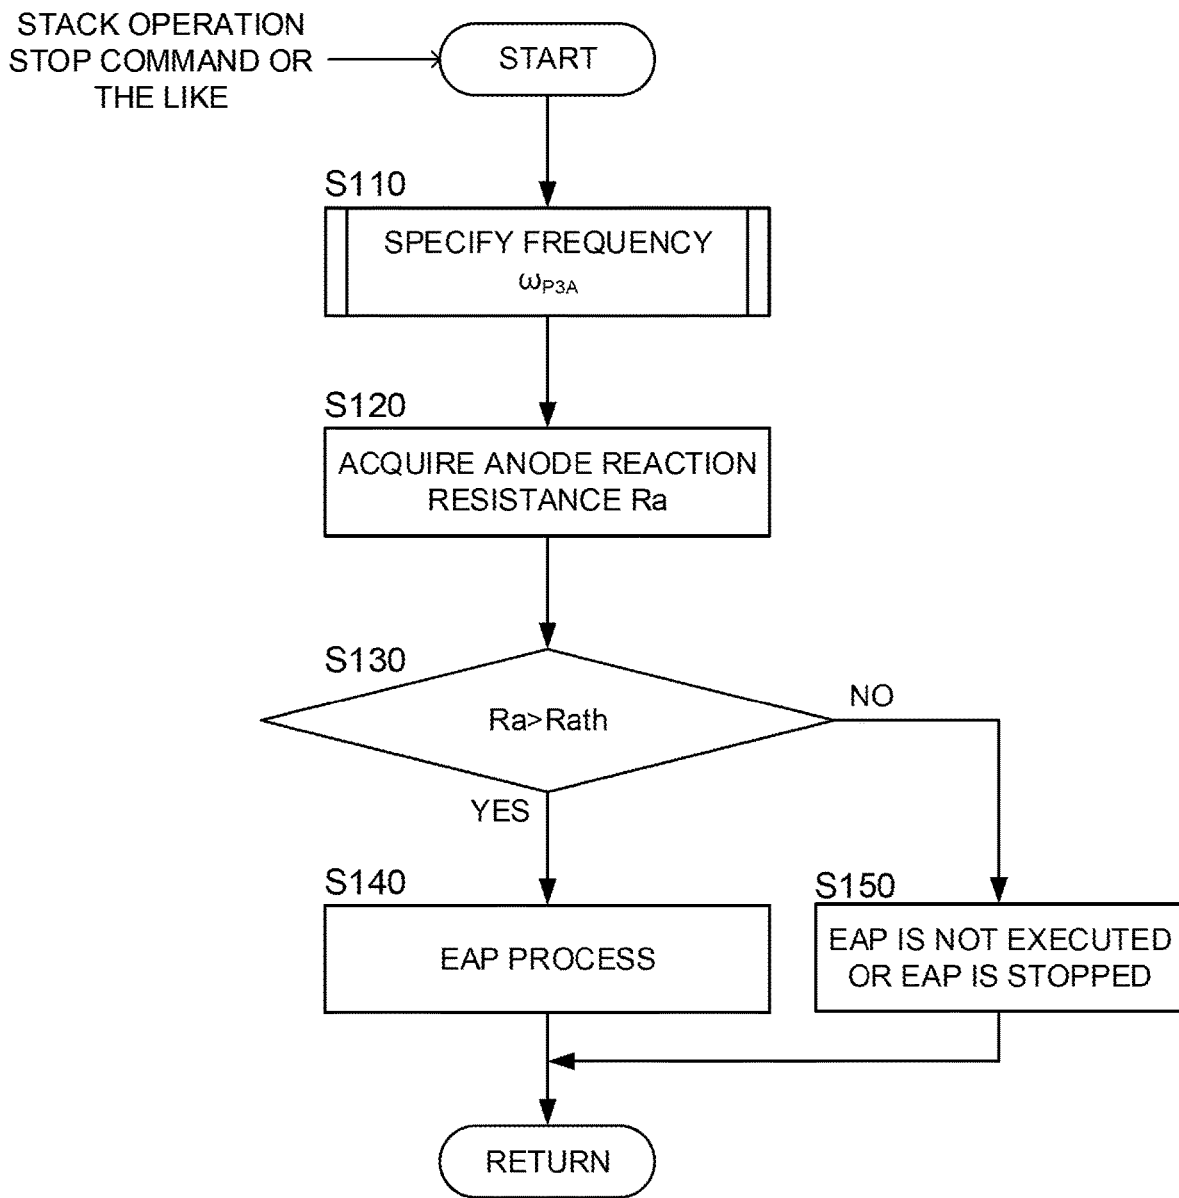 STACK OPERATION
STOP COMMAND OR
THE LIKE
START
S110
SPECIFY FREQUENCY
ωP3A
S120
ACQUIRE ANODE REACTION
RESISTANCE Ra
S130
Ra>Rath
NO
YES
S140
EAP PROCESS
S150
EAP IS NOT EXECUTED
OR EAP IS STOPPED
RETURN